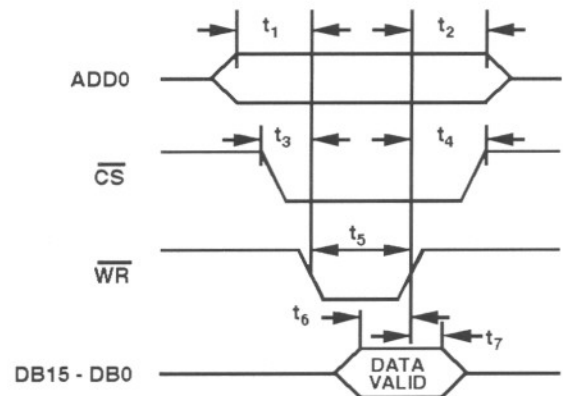 t1 t2
ADD0
t3 t4
CS
t5
WR
t6
t7
DB15 - DB0
DATA
VALID